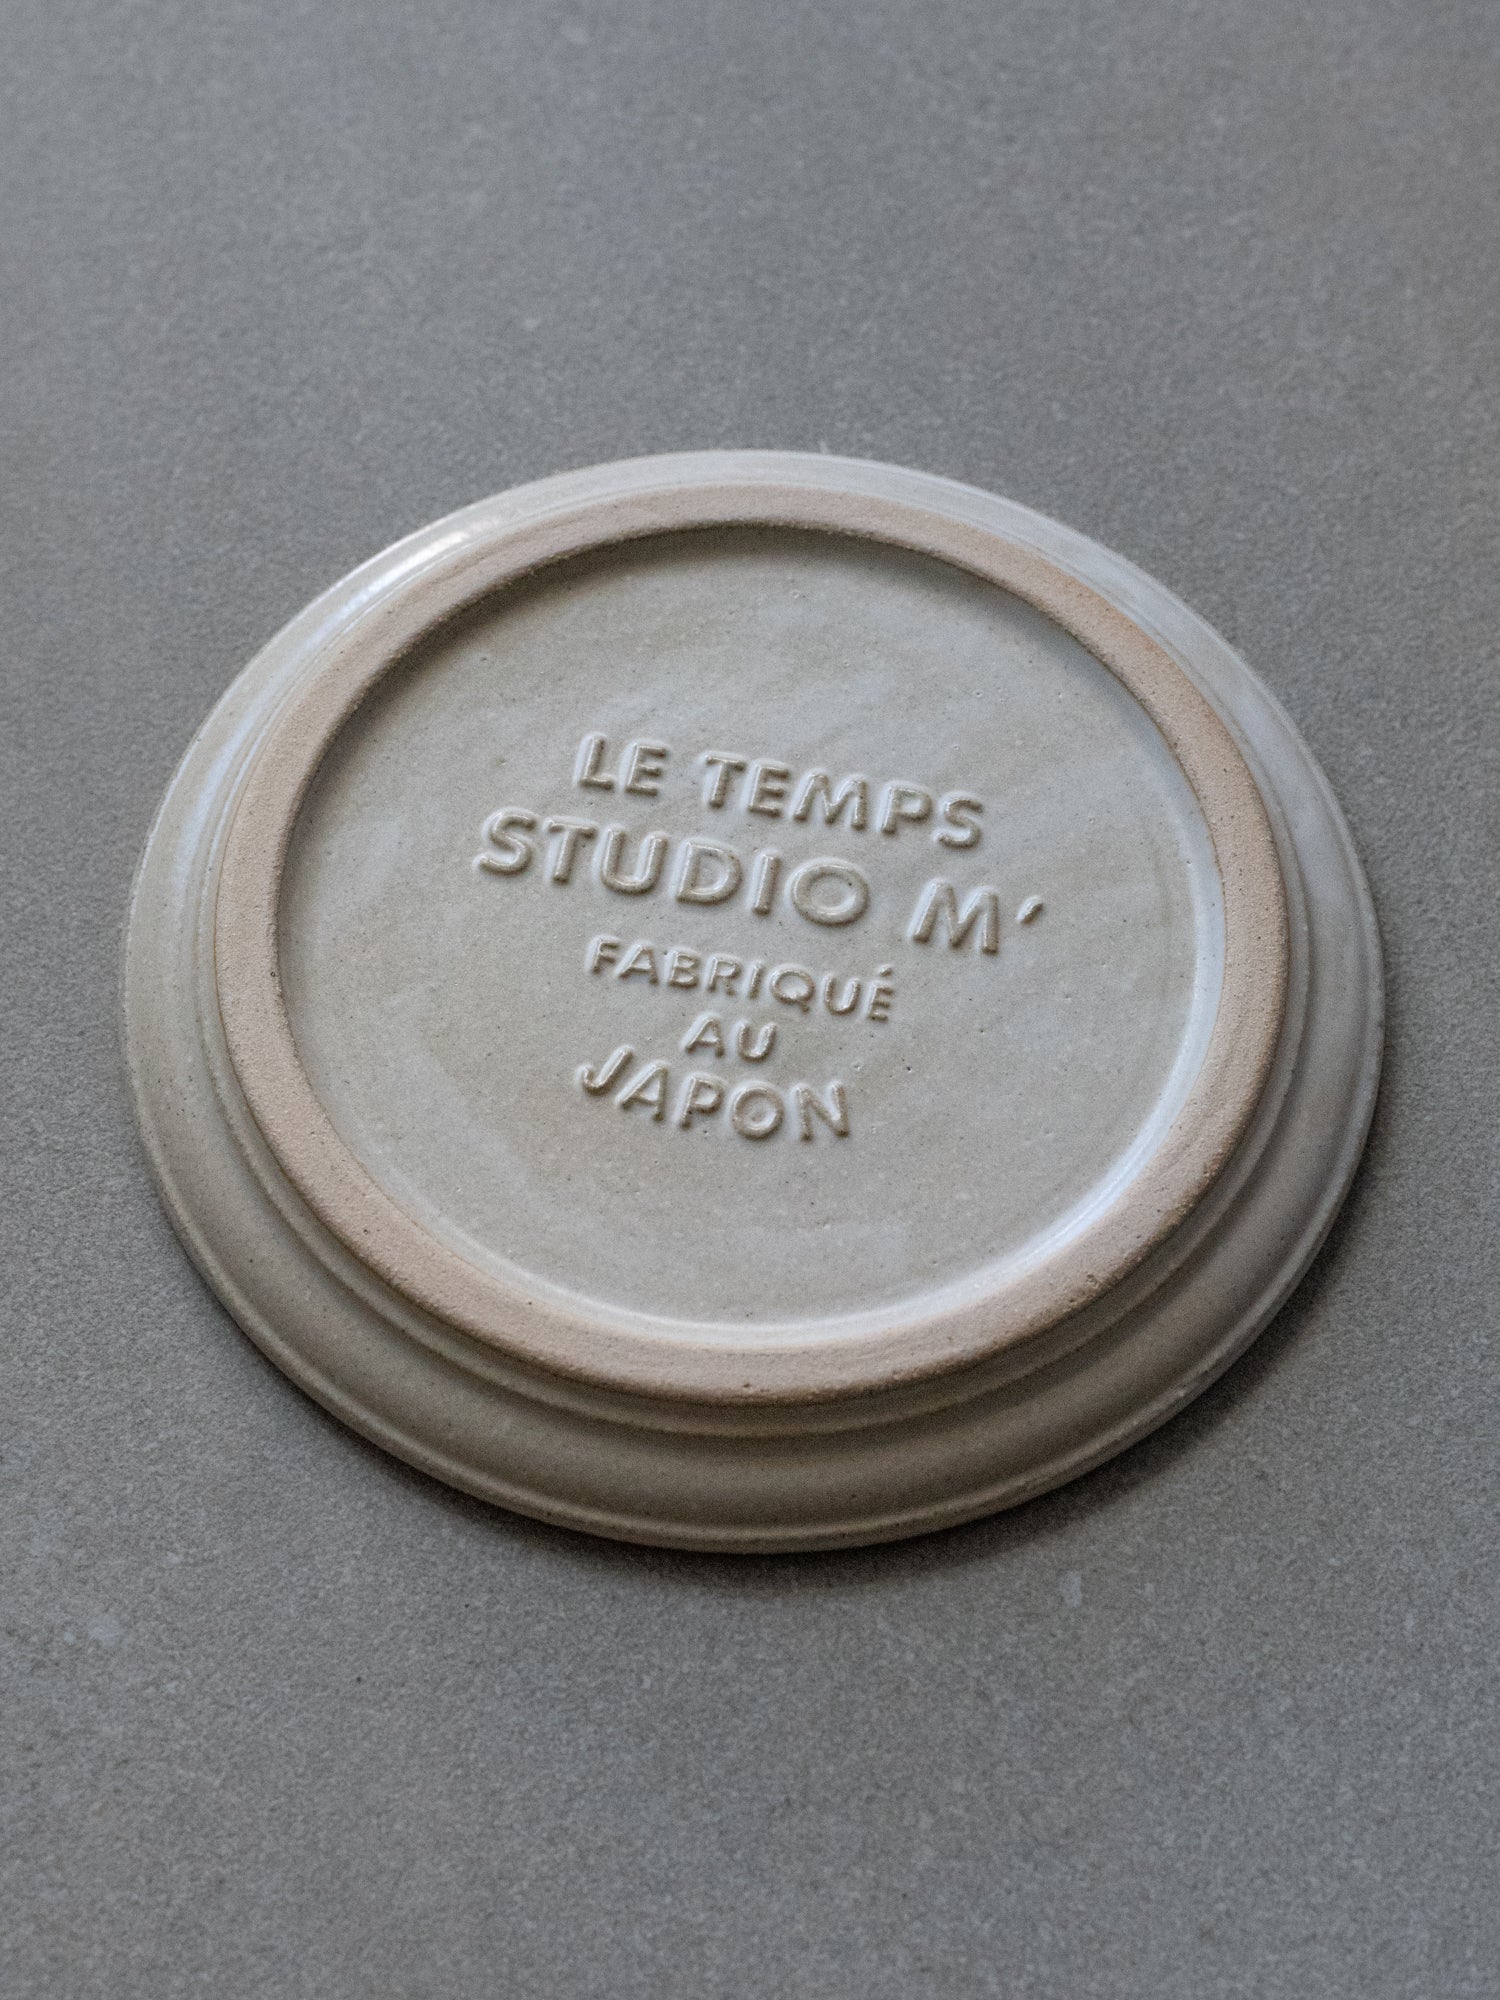 LE TEMPS
STUDIO M'
FABRIQUÉ
AU
JAPON